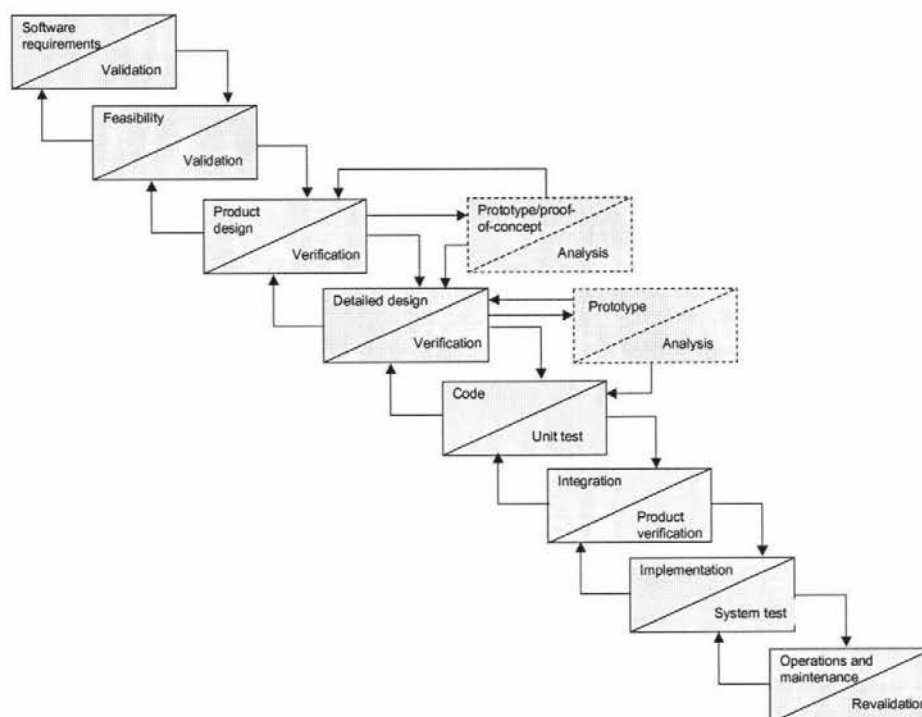 Software
requirements
Validation
Feasibility
Validation
Product
design
Verification
Prototype/proof-
of-concept
Analysis
Detailed design
Verification
Prototype
Analysis
Code
Unit test
Integration
Product
verification
Implementation
System test
Operations and
maintenance
Revalidation